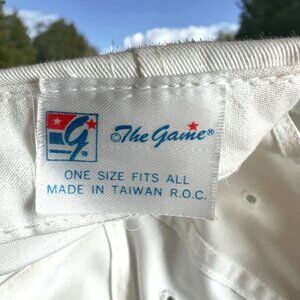 G
©The Game®
ONE SIZE FITS ALL
MADE IN TAIWAN R.O.C.